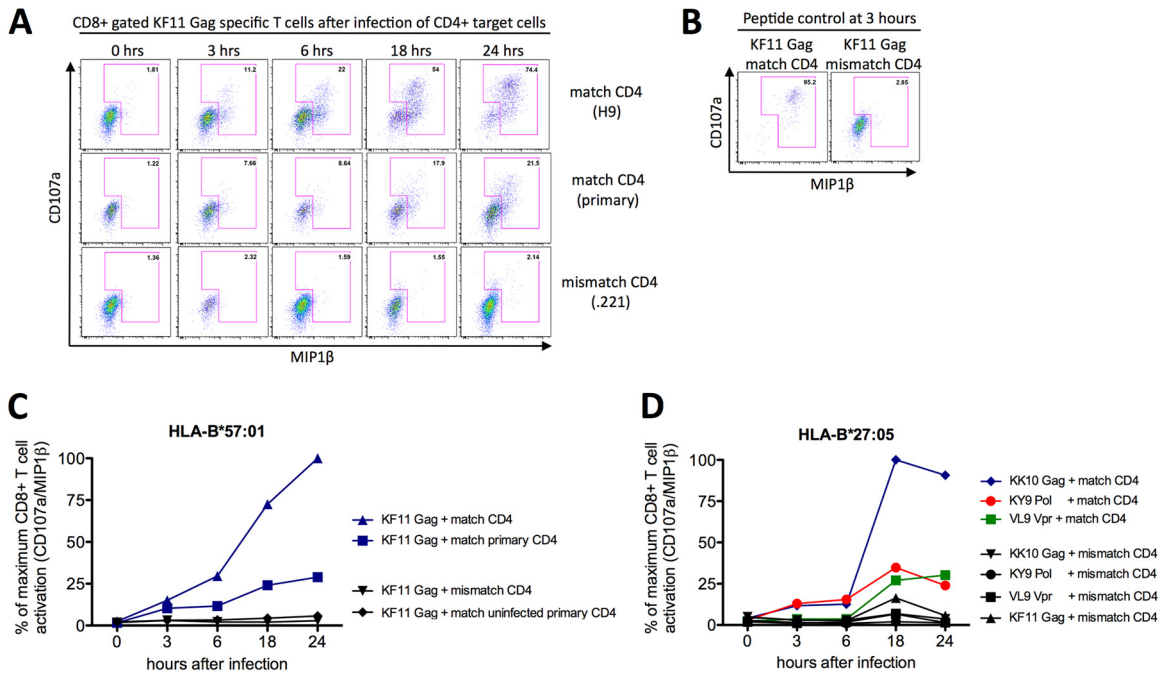 A
CD8+ gated KF11 Gag specific T cells after infection of CD4+ target cells
0 hrs 3 hrs 6 hrs 18 hrs 24 hrs
1.81 11.2 22 54 74.4
match CD4
(H9)
1.22 7.66 8.64 17.9 21.5
match CD4
(primary)
1.36 2.32 1.59 1.55 2.14
mismatch CD4
(.221)
CD107a
MIP1β
B
Peptide control at 3 hours
KF11 Gag KF11 Gag
match CD4 mismatch CD4
95.2 2.85
CD107a
MIP1β
C
HLA-B*57:01
% of maximum CD8+ T cell
activation (CD107a/MIP1β)
100
75
50
25
0
0 3 6 18 24
hours after infection
KF11 Gag + match CD4
KF11 Gag + match primary CD4
KF11 Gag + mismatch CD4
KF11 Gag + match uninfected primary CD4
D
HLA-B*27:05
% of maximum CD8+ T cell
activation (CD107a/MIP1β)
100
75
50
25
0
0 3 6 18 24
hours after infection
KK10 Gag + match CD4
KY9 Pol + match CD4
VL9 Vpr + match CD4
KK10 Gag + mismatch CD4
KY9 Pol + mismatch CD4
VL9 Vpr + mismatch CD4
KF11 Gag + mismatch CD4